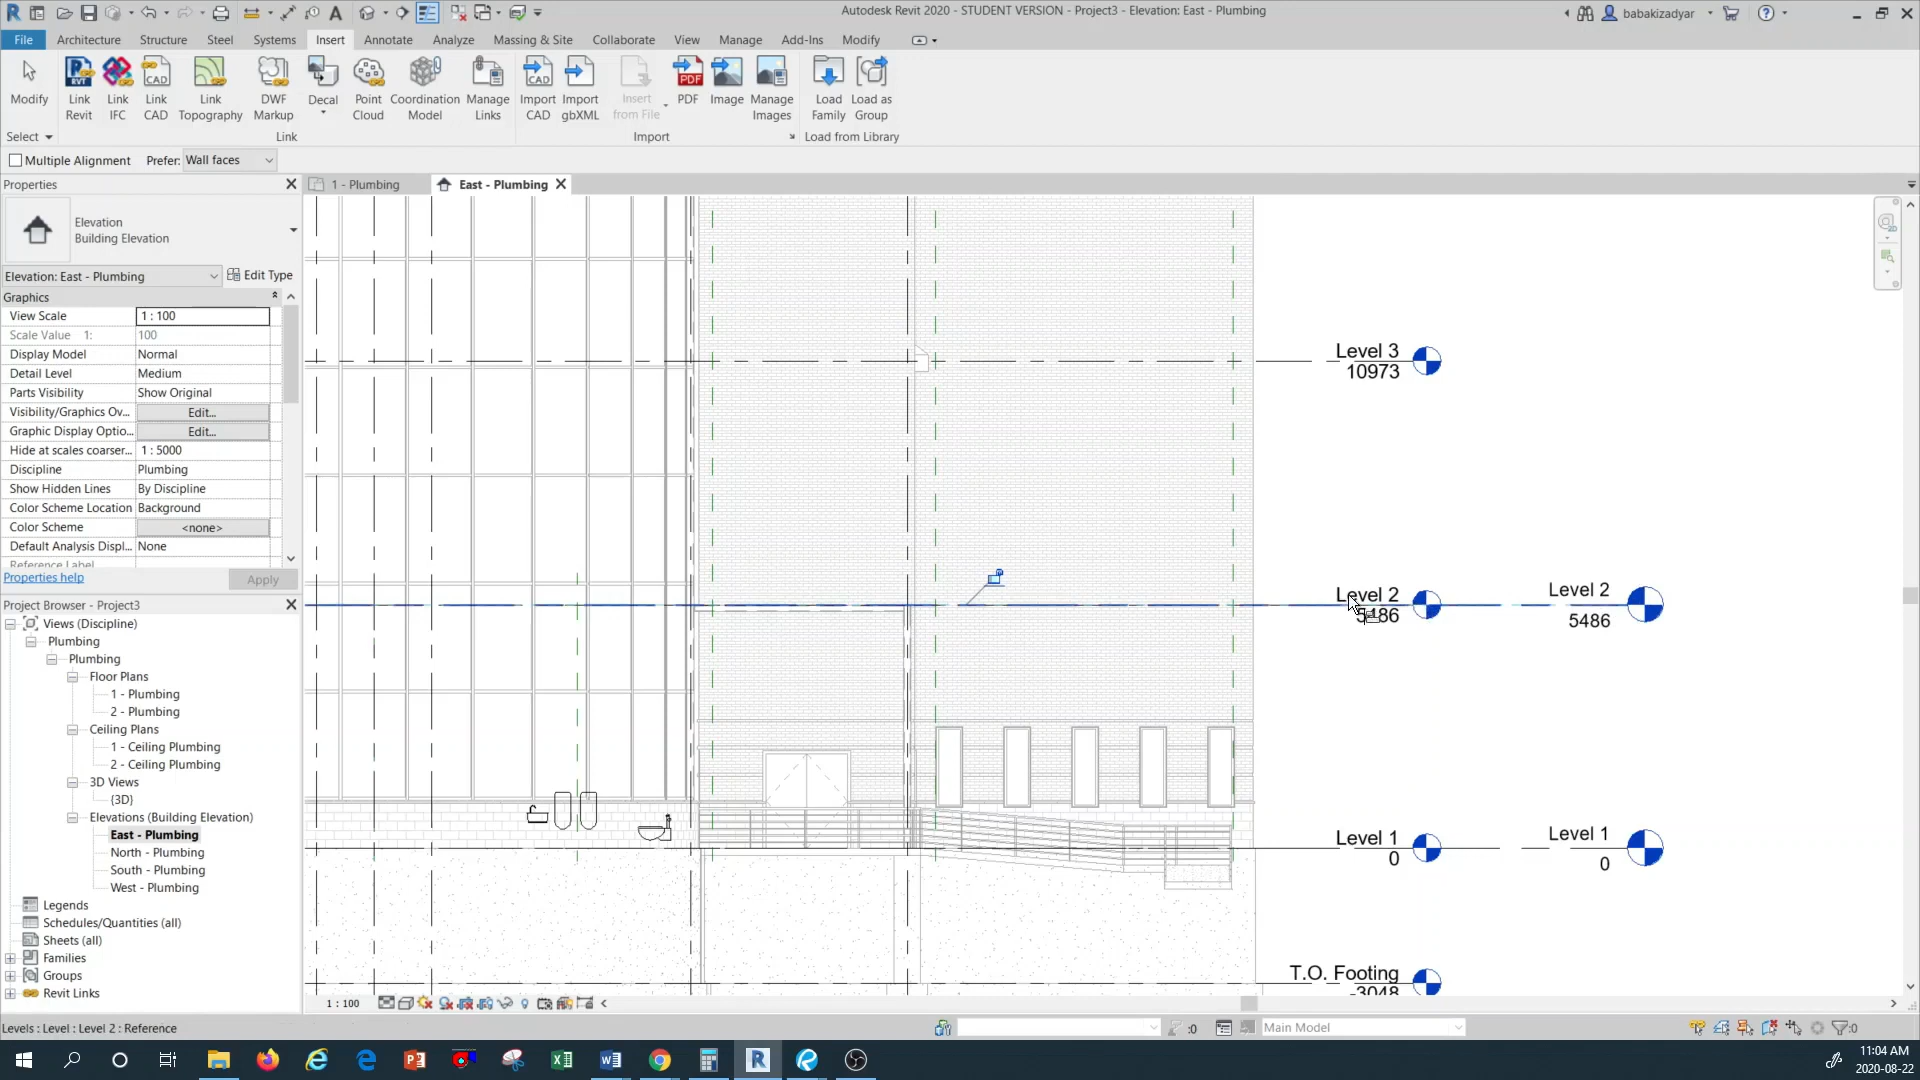 Autodesk Revit 2020 - STUDENT VERSION - Project3 - Elevation: East - Plumbing
babakizadyar
File Architecture Structure Steel Systems Insert Annotate Analyze Massing & Site Collaborate View Manage Add-Ins Modify
Modify
Link Revit
Link IFC
Link CAD
Link Topography
DWF Markup
Decal
Point Cloud
Coordination Model
Manage Links
Import CAD
Import gbXML
Insert from File
PDF
Image
Manage Images
Load Family
Load as Group
Select
Link
Import
Load from Library
Multiple Alignment Prefer: Wall faces
Properties
1 - Plumbing
East - Plumbing
Elevation
Building Elevation
Elevation: East - Plumbing
Edit Type
Graphics
View Scale 1 : 100
Scale Value 1: 100
Display Model Normal
Detail Level Medium
Parts Visibility Show Original
Visibility/Graphics Ov... Edit...
Graphic Display Optio... Edit...
Hide at scales coarser... 1 : 5000
Discipline Plumbing
Show Hidden Lines By Discipline
Color Scheme Location Background
Color Scheme <none>
Default Analysis Displ... None
Reference Label
Properties help
Apply
Project Browser - Project3
Views (Discipline)
Plumbing
Plumbing
Floor Plans
1 - Plumbing
2 - Plumbing
Ceiling Plans
1 - Ceiling Plumbing
2 - Ceiling Plumbing
3D Views
{3D}
Elevations (Building Elevation)
East - Plumbing
North - Plumbing
South - Plumbing
West - Plumbing
Legends
Schedules/Quantities (all)
Sheets (all)
Families
Groups
Revit Links
Level 3
10973
Level 2
Level 2
5486
Level 1
0
Level 1
0
T.O. Footing
-3048
1 : 100
Levels : Level : Level 2 : Reference
:0
Main Model
:0
11:04 AM
2020-08-22